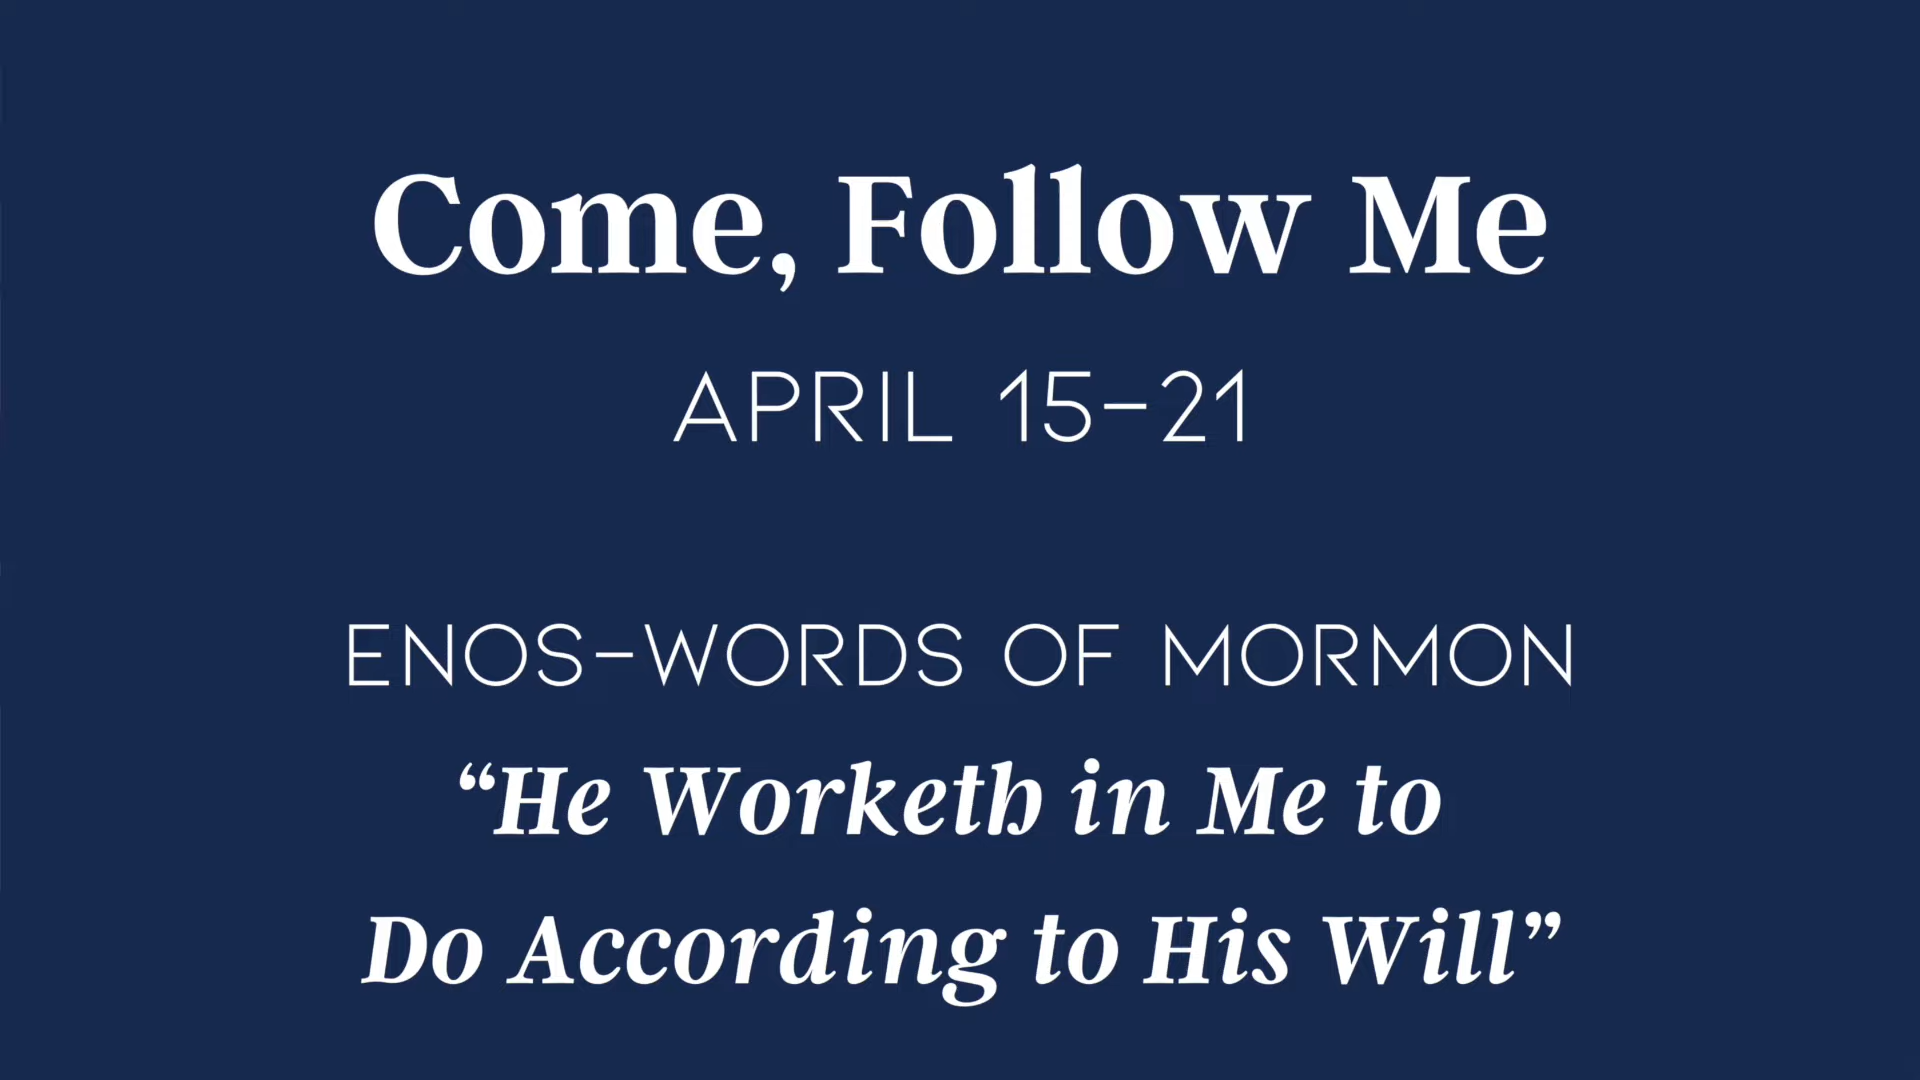 Come, Follow Me
APRIL 15-21
ENOS-WORDS OF MORMON
“He Worketh in Me to
Do According to His Will”